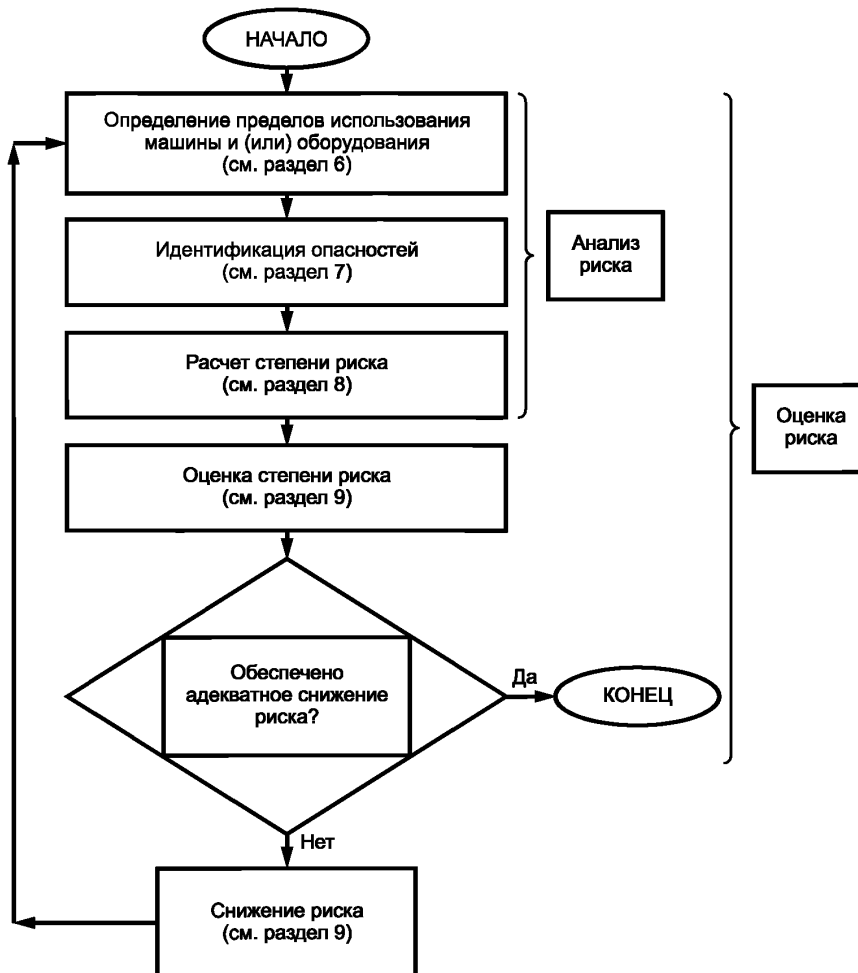 НАЧАЛО
Определение пределов использования
машины и (или) оборудования
(см. раздел 6)
Идентификация опасностей
(см. раздел 7)
Анализ
риска
Расчет степени риска
(см. раздел 8)
Оценка
риска
Оценка степени риска
(см. раздел 9)
Обеспечено
адекватное снижение
риска?
Да
КОНЕЦ
Нет
Снижение риска
(см. раздел 9)